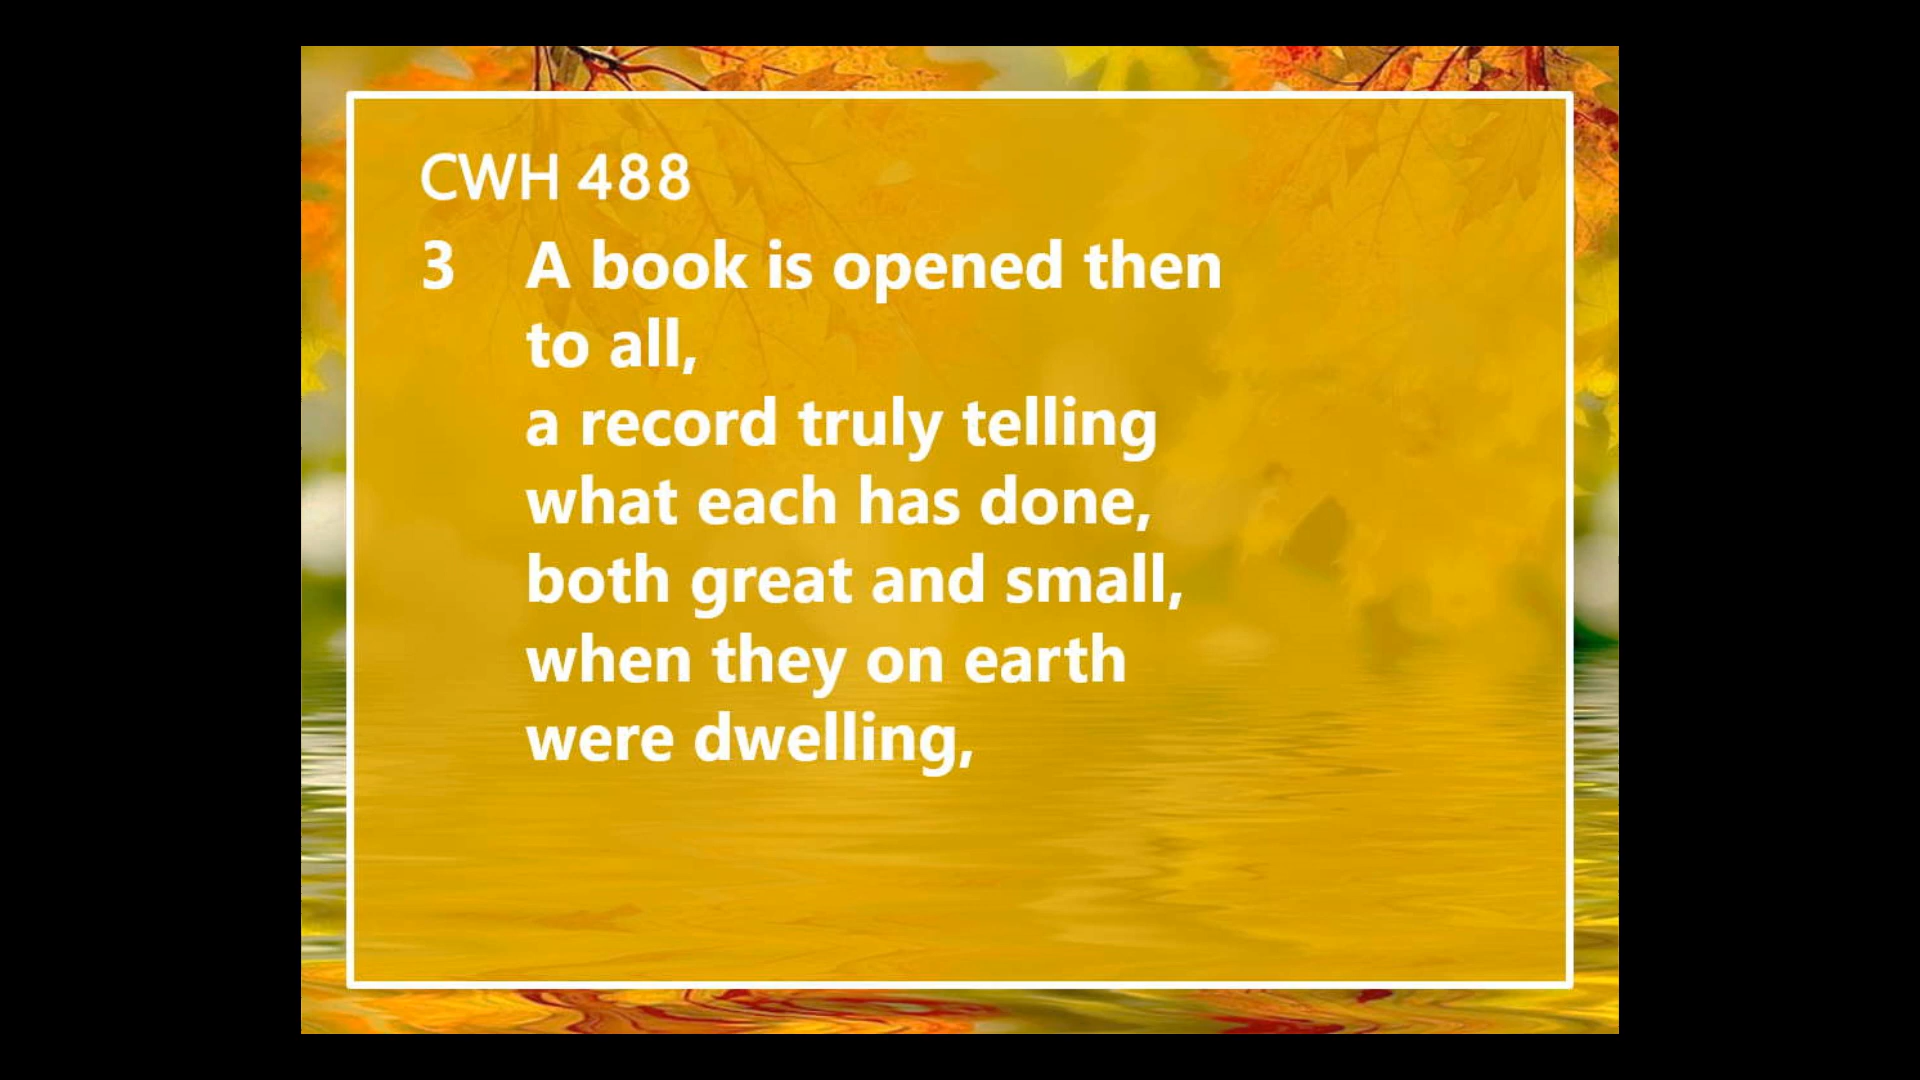 CWH 488
3 A book is opened then
to all,
a record truly telling
what each has done,
both great and small,
when they on earth
were dwelling,